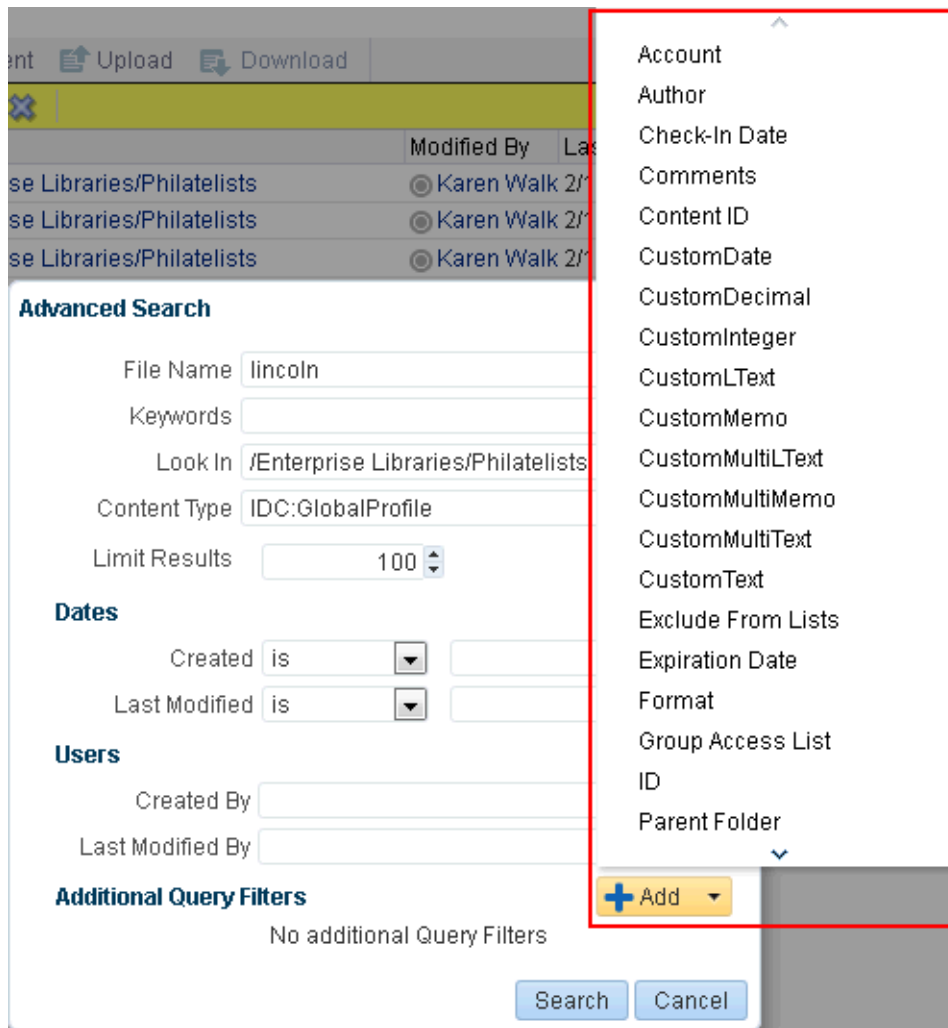 ent Upload Download
Modified By Las
se Libraries/Philatelists Karen Walk 2/1
se Libraries/Philatelists Karen Walk 2/1
se Libraries/Philatelists Karen Walk 2/1
Advanced Search
File Name lincoln
Keywords
Look In /Enterprise Libraries/Philatelists
Content Type IDC:GlobalProfile
Limit Results 100
Dates
Created is
Last Modified is
Users
Created By
Last Modified By
Additional Query Filters
No additional Query Filters
Search Cancel
Account
Author
Check-In Date
Comments
Content ID
CustomDate
CustomDecimal
CustomInteger
CustomLText
CustomMemo
CustomMultiLText
CustomMultiMemo
CustomMultiText
CustomText
Exclude From Lists
Expiration Date
Format
Group Access List
ID
Parent Folder
Add